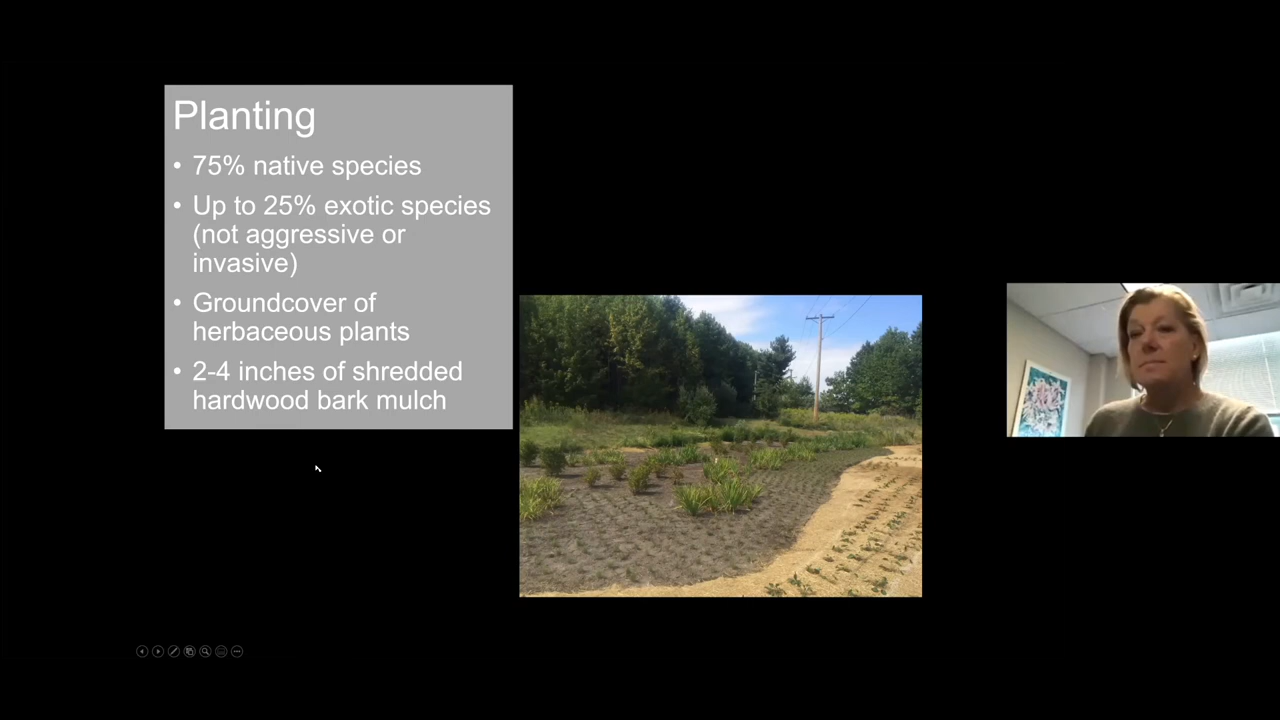 Planting
• 75% native species
• Up to 25% exotic species
(not aggressive or
invasive)
• Groundcover of
herbaceous plants
• 2-4 inches of shredded
hardwood bark mulch